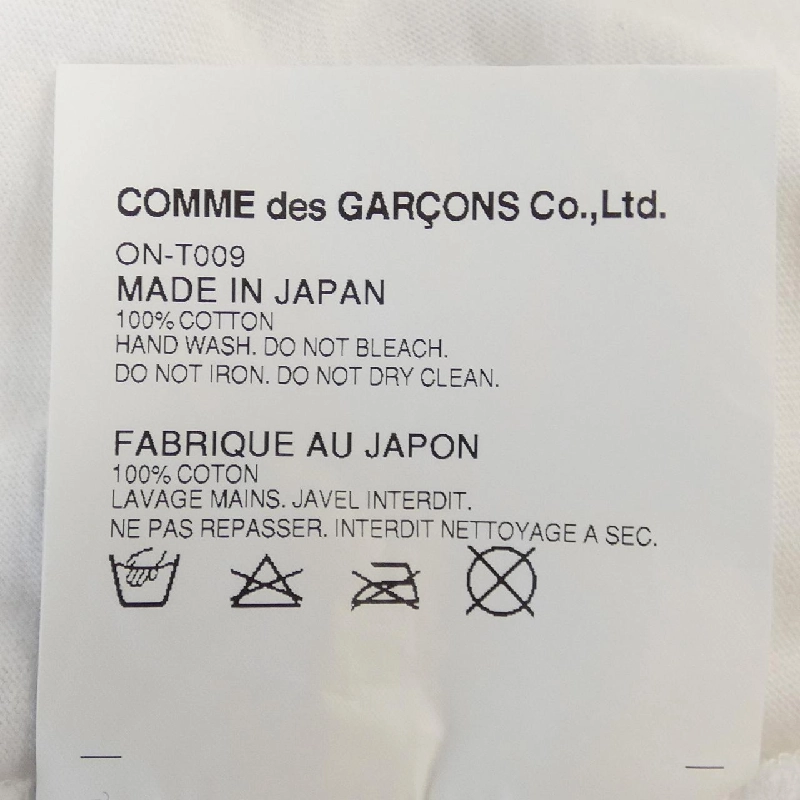 COMME des GARÇONS Co.,Ltd.
ON-T009
MADE IN JAPAN
100% COTTON
HAND WASH. DO NOT BLEACH.
DO NOT IRON. DO NOT DRY CLEAN.
FABRIQUE AU JAPON
100% COTON
LAVAGE MAINS. JAVEL INTERDIT.
NE PAS REPASSER. INTERDIT NETTOYAGE A SEC.